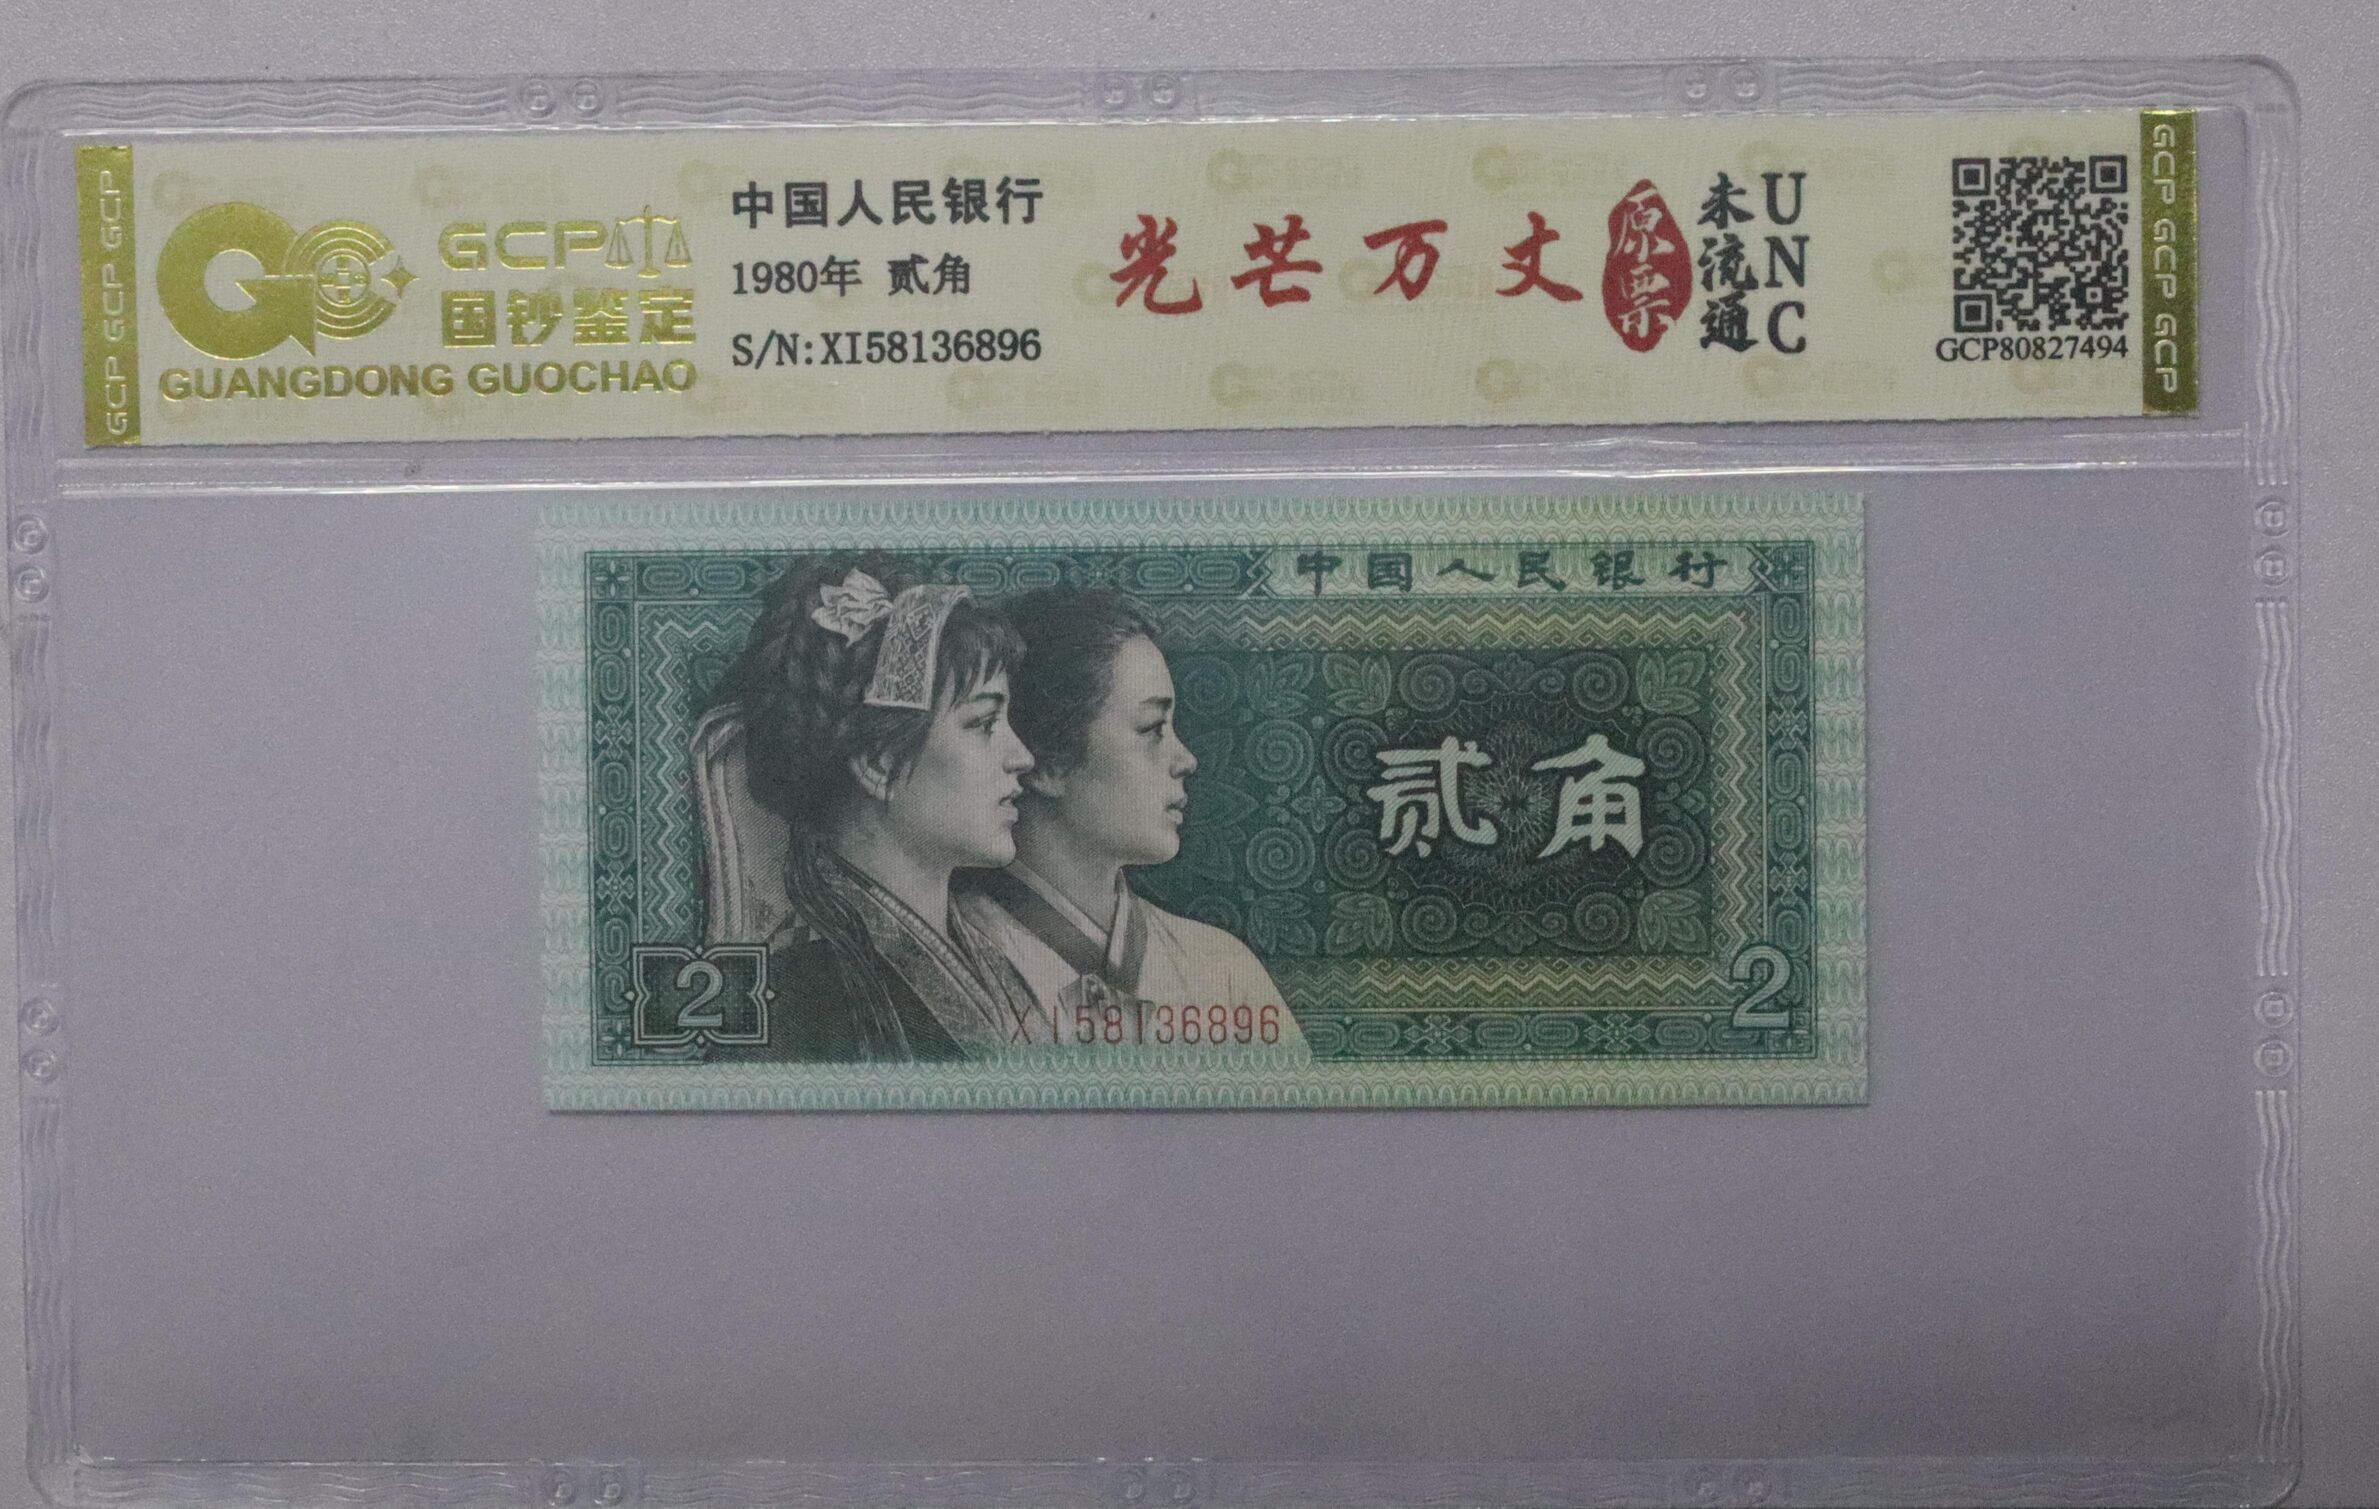 GCP GCP GCP
GCP
国钞鉴定
GUANGDONG GUOCHAO
中国人民银行
1980年 贰角
S/N:XI58136896
光芒万丈
原票
未流通
UNC
GCP80827494
GCP GCP GCP
中国人民银行
贰角
2
XI58136896
2